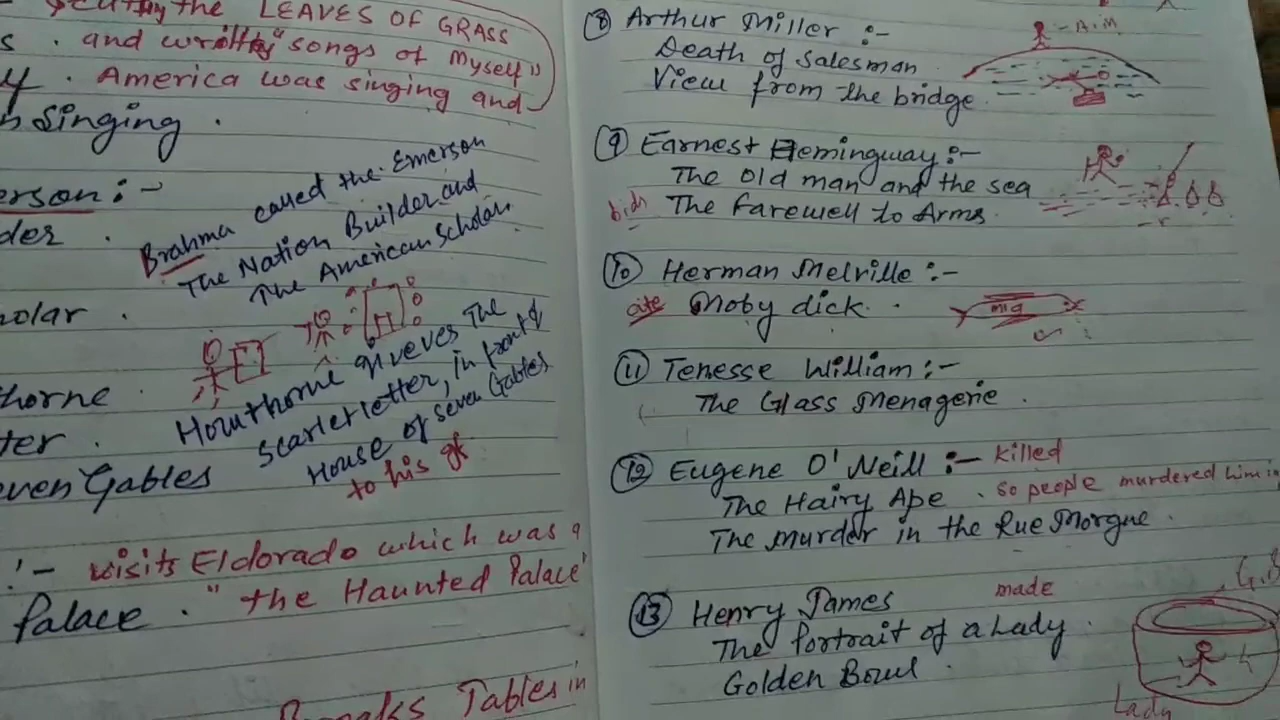 the LEAVES OF GRASS
s . and writtes "songs of Myself"
y . America was singing and
Singing .
erson :-
der .
Brahma called the Emerson
The Nation Builder and
The American Scholar.
olar .
thorne .
ter .
even Gables
Howthorne giveves The
Scarler letter, in front of
House of seven Gables
to his gf
:- visits Eldorado which was a
Palace . "the Haunted Palace"
Tables in
⑧ Arthur Miller :-
Death of Salesman
View from the bridge.
- A.M
⑨ Earnest Hemingway :-
The Old man and the sea
The Farewell to Arms.
⑩ Herman Melville :-
Moby dick .
⑪ Tenesse William :-
The Glass Menagerie .
⑫ Eugene O'Neill :- killed
The Hairy Ape . so people murdered him in
The Murder in the Rue Morgue .
⑬ Henry James made
The Portrait of a Lady .
Golden Bowl .
G.B
Lady